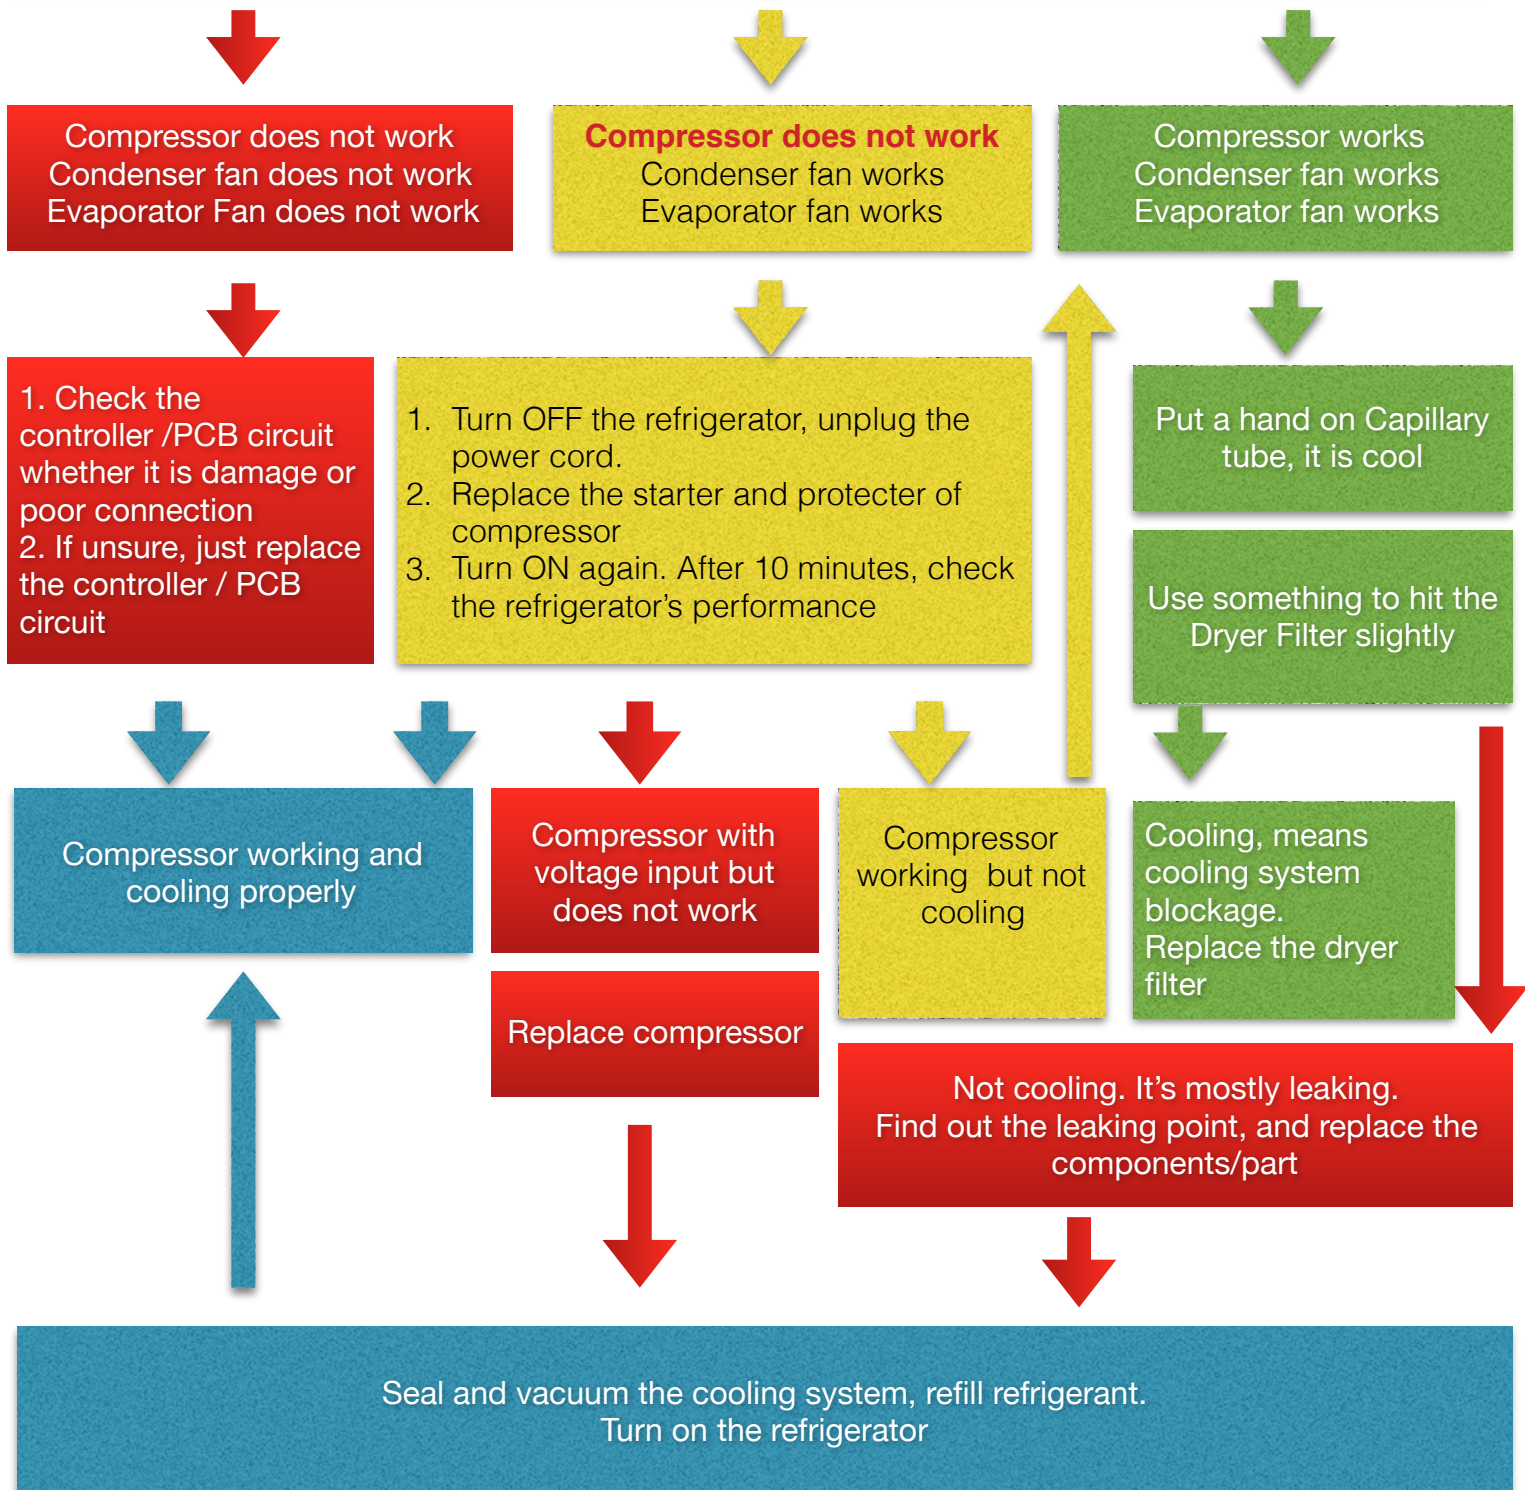 Compressor does not work
Condenser fan does not work
Evaporator Fan does not work
Compressor does not work
Condenser fan works
Evaporator fan works
Compressor works
Condenser fan works
Evaporator fan works
1. Check the
controller /PCB circuit
whether it is damage or
poor connection
2. If unsure, just replace
the controller / PCB
circuit
1. Turn OFF the refrigerator, unplug the
power cord.
2. Replace the starter and protecter of
compressor
3. Turn ON again. After 10 minutes, check
the refrigerator’s performance
Put a hand on Capillary
tube, it is cool
Use something to hit the
Dryer Filter slightly
Compressor working and
cooling properly
Compressor with
voltage input but
does not work
Replace compressor
Compressor
working but not
cooling
Cooling, means
cooling system
blockage.
Replace the dryer
filter
Not cooling. It’s mostly leaking.
Find out the leaking point, and replace the
components/part
Seal and vacuum the cooling system, refill refrigerant.
Turn on the refrigerator